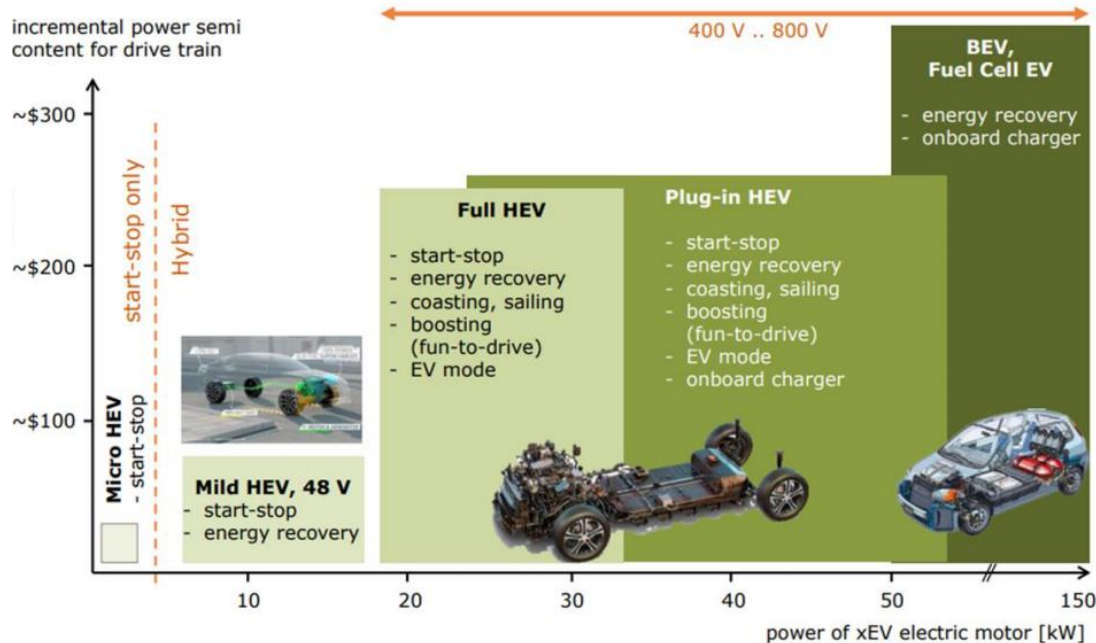 incremental power semi
content for drive train
400 V .. 800 V
BEV,
Fuel Cell EV
- energy recovery
- onboard charger
~$300
~$200
~$100
start-stop only
Hybrid
Micro HEV
- start-stop
Mild HEV, 48 V
- start-stop
- energy recovery
Full HEV
- start-stop
- energy recovery
- coasting, sailing
- boosting
(fun-to-drive)
- EV mode
Plug-in HEV
- start-stop
- energy recovery
- coasting, sailing
- boosting
(fun-to-drive)
- EV mode
- onboard charger
10
20
30
40
50
150
power of xEV electric motor [kW]